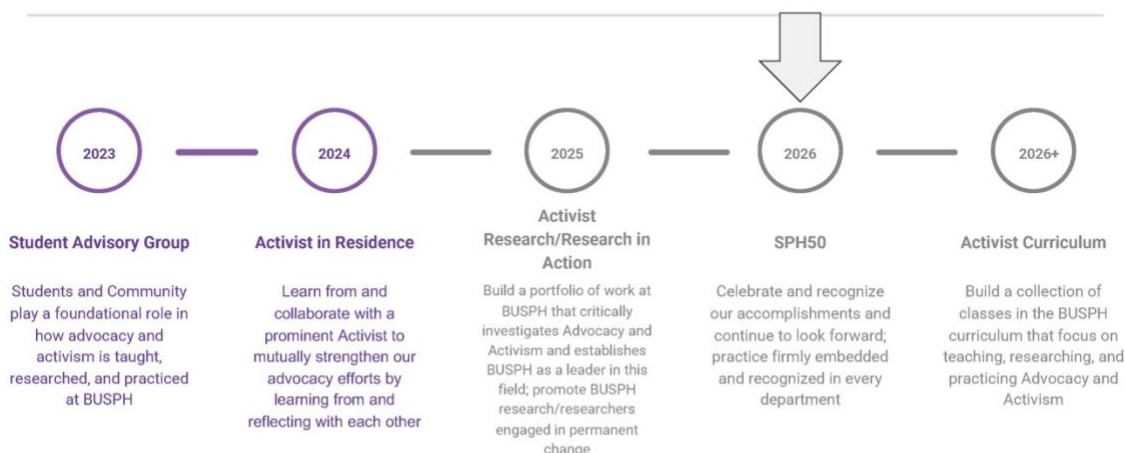 2023
2024
2025
2026
2026+
Student Advisory Group
Students and Community
play a foundational role in
how advocacy and
activism is taught,
researched, and practiced
at BUSPH
Activist in Residence
Learn from and
collaborate with a
prominent Activist to
mutually strengthen our
advocacy efforts by
learning from and
reflecting with each other
Activist
Research/Research in
Action
Build a portfolio of work at
BUSPH that critically
investigates Advocacy and
Activism and establishes
BUSPH as a leader in this
field; promote BUSPH
research/researchers
engaged in permanent
change
SPH50
Celebrate and recognize
our accomplishments and
continue to look forward;
practice firmly embedded
and recognized in every
department
Activist Curriculum
Build a collection of
classes in the BUSPH
curriculum that focus on
teaching, researching, and
practicing Advocacy and
Activism